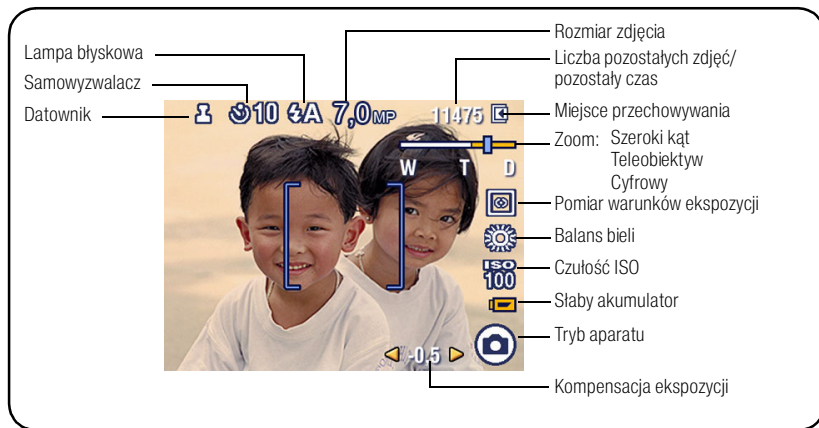 Lampa błyskowa
Samowyzwalacz
Datownik
Rozmiar zdjęcia
Liczba pozostałych zdjęć/
pozostały czas
Miejsce przechowywania
Zoom: Szeroki kąt
Teleobiektyw
Cyfrowy
Pomiar warunków ekspozycji
Balans bieli
Czułość ISO
Słaby akumulator
Tryb aparatu
Kompensacja ekspozycji
10 A 7,0 MP 11475
W T D
ISO
100
-0.5